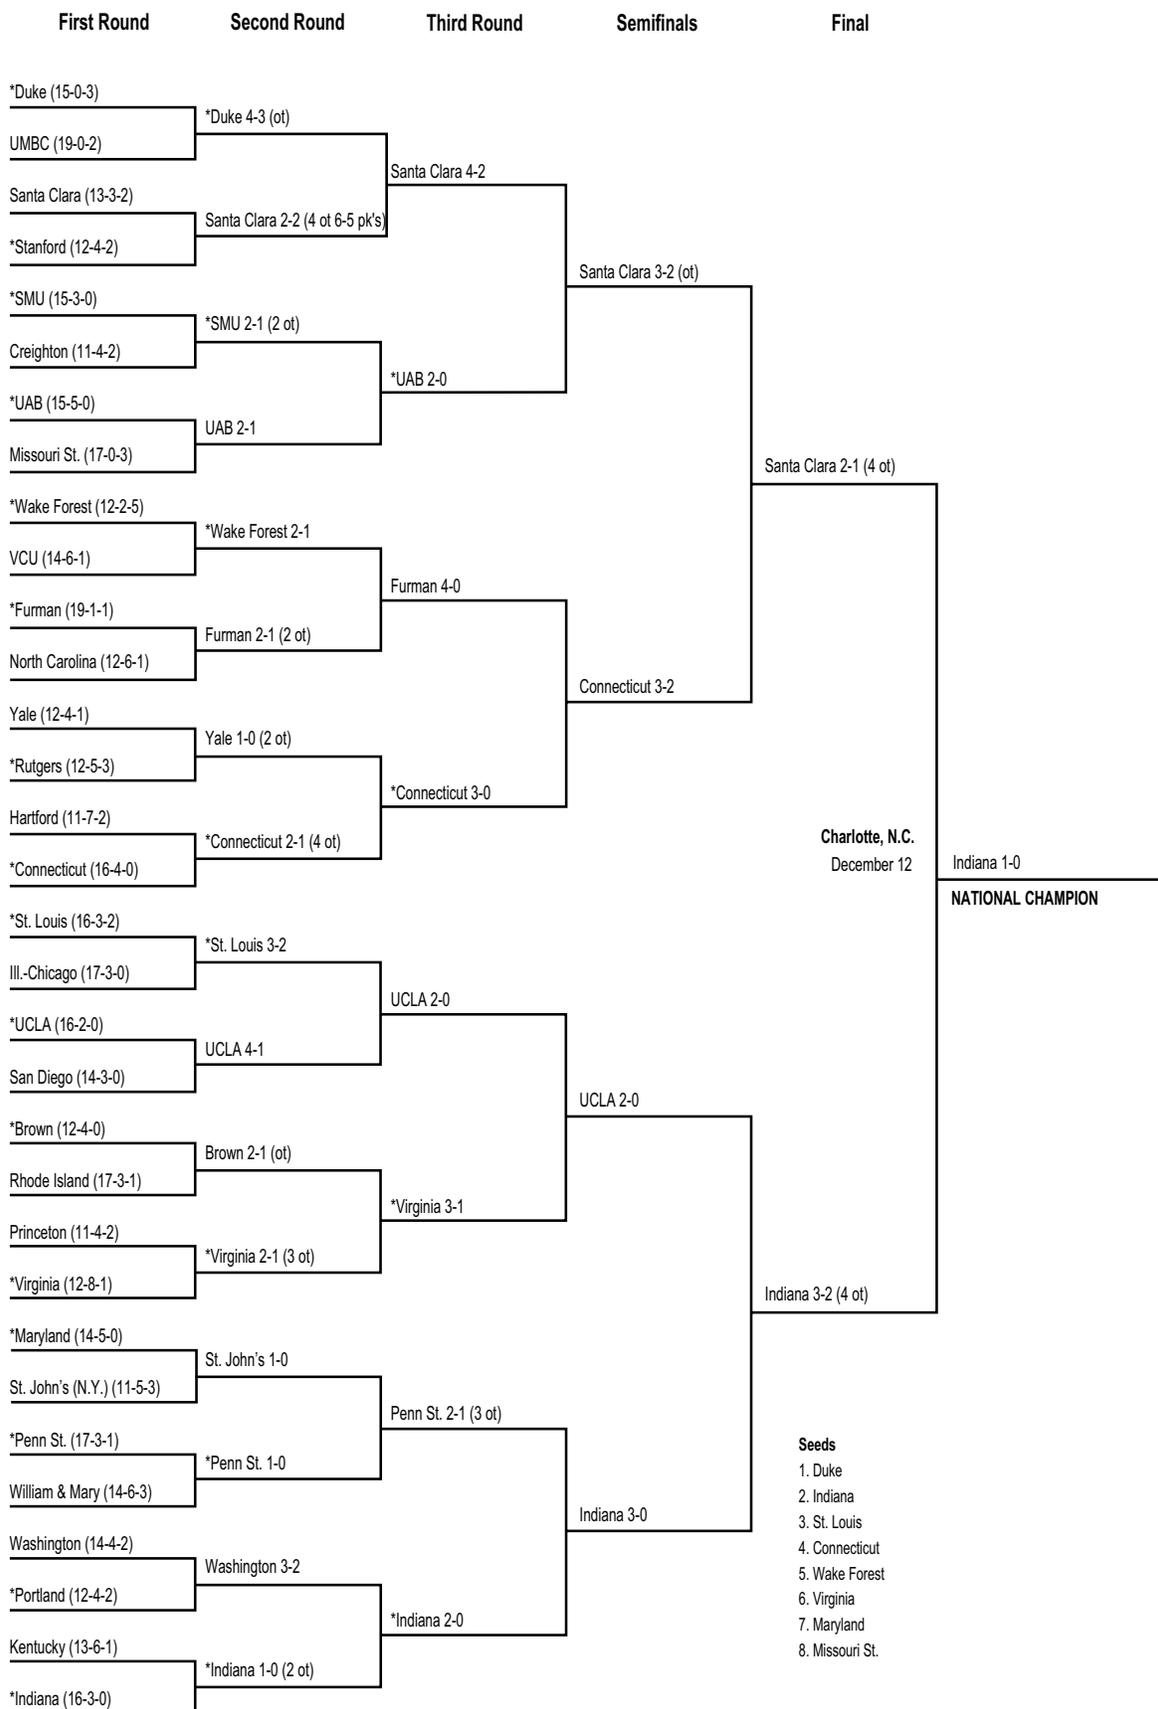 First Round
Second Round
Third Round
Semifinals
Final
*Duke (15-0-3)
UMBC (19-0-2)
Santa Clara (13-3-2)
*Stanford (12-4-2)
*SMU (15-3-0)
Creighton (11-4-2)
*UAB (15-5-0)
Missouri St. (17-0-3)
*Wake Forest (12-2-5)
VCU (14-6-1)
*Furman (19-1-1)
North Carolina (12-6-1)
Yale (12-4-1)
*Rutgers (12-5-3)
Hartford (11-7-2)
*Connecticut (16-4-0)
*St. Louis (16-3-2)
Ill.-Chicago (17-3-0)
*UCLA (16-2-0)
San Diego (14-3-0)
*Brown (12-4-0)
Rhode Island (17-3-1)
Princeton (11-4-2)
*Virginia (12-8-1)
*Maryland (14-5-0)
St. John’s (N.Y.) (11-5-3)
*Penn St. (17-3-1)
William & Mary (14-6-3)
Washington (14-4-2)
*Portland (12-4-2)
Kentucky (13-6-1)
*Indiana (16-3-0)
*Duke 4-3 (ot)
Santa Clara 2-2 (4 ot 6-5 pk's)
*SMU 2-1 (2 ot)
UAB 2-1
*Wake Forest 2-1
Furman 2-1 (2 ot)
Yale 1-0 (2 ot)
*Connecticut 2-1 (4 ot)
*St. Louis 3-2
UCLA 4-1
Brown 2-1 (ot)
*Virginia 2-1 (3 ot)
St. John’s 1-0
*Penn St. 1-0
Washington 3-2
*Indiana 1-0 (2 ot)
Santa Clara 4-2
*UAB 2-0
Furman 4-0
*Connecticut 3-0
UCLA 2-0
*Virginia 3-1
Penn St. 2-1 (3 ot)
*Indiana 2-0
Santa Clara 3-2 (ot)
Connecticut 3-2
UCLA 2-0
Indiana 3-0
Santa Clara 2-1 (4 ot)
Indiana 3-2 (4 ot)
Charlotte, N.C.
December 12
Indiana 1-0
NATIONAL CHAMPION
Seeds
1. Duke
2. Indiana
3. St. Louis
4. Connecticut
5. Wake Forest
6. Virginia
7. Maryland
8. Missouri St.